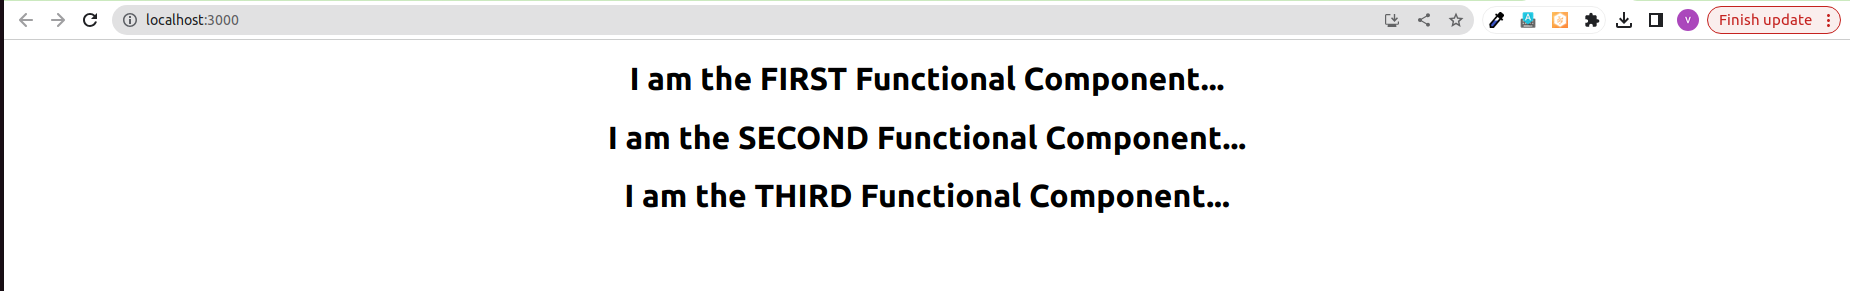 localhost:3000
v
Finish update
I am the FIRST Functional Component...
I am the SECOND Functional Component...
I am the THIRD Functional Component...